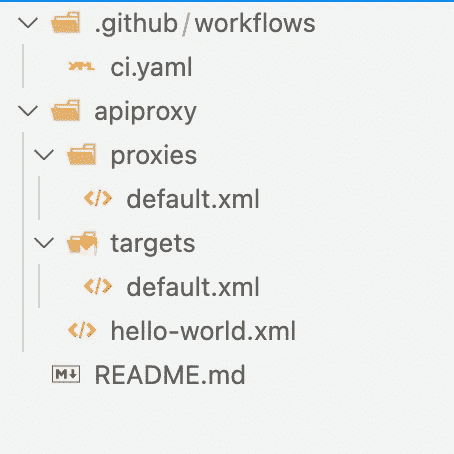 .github/workflows
ci.yaml
apiproxy
proxies
default.xml
targets
default.xml
hello-world.xml
README.md